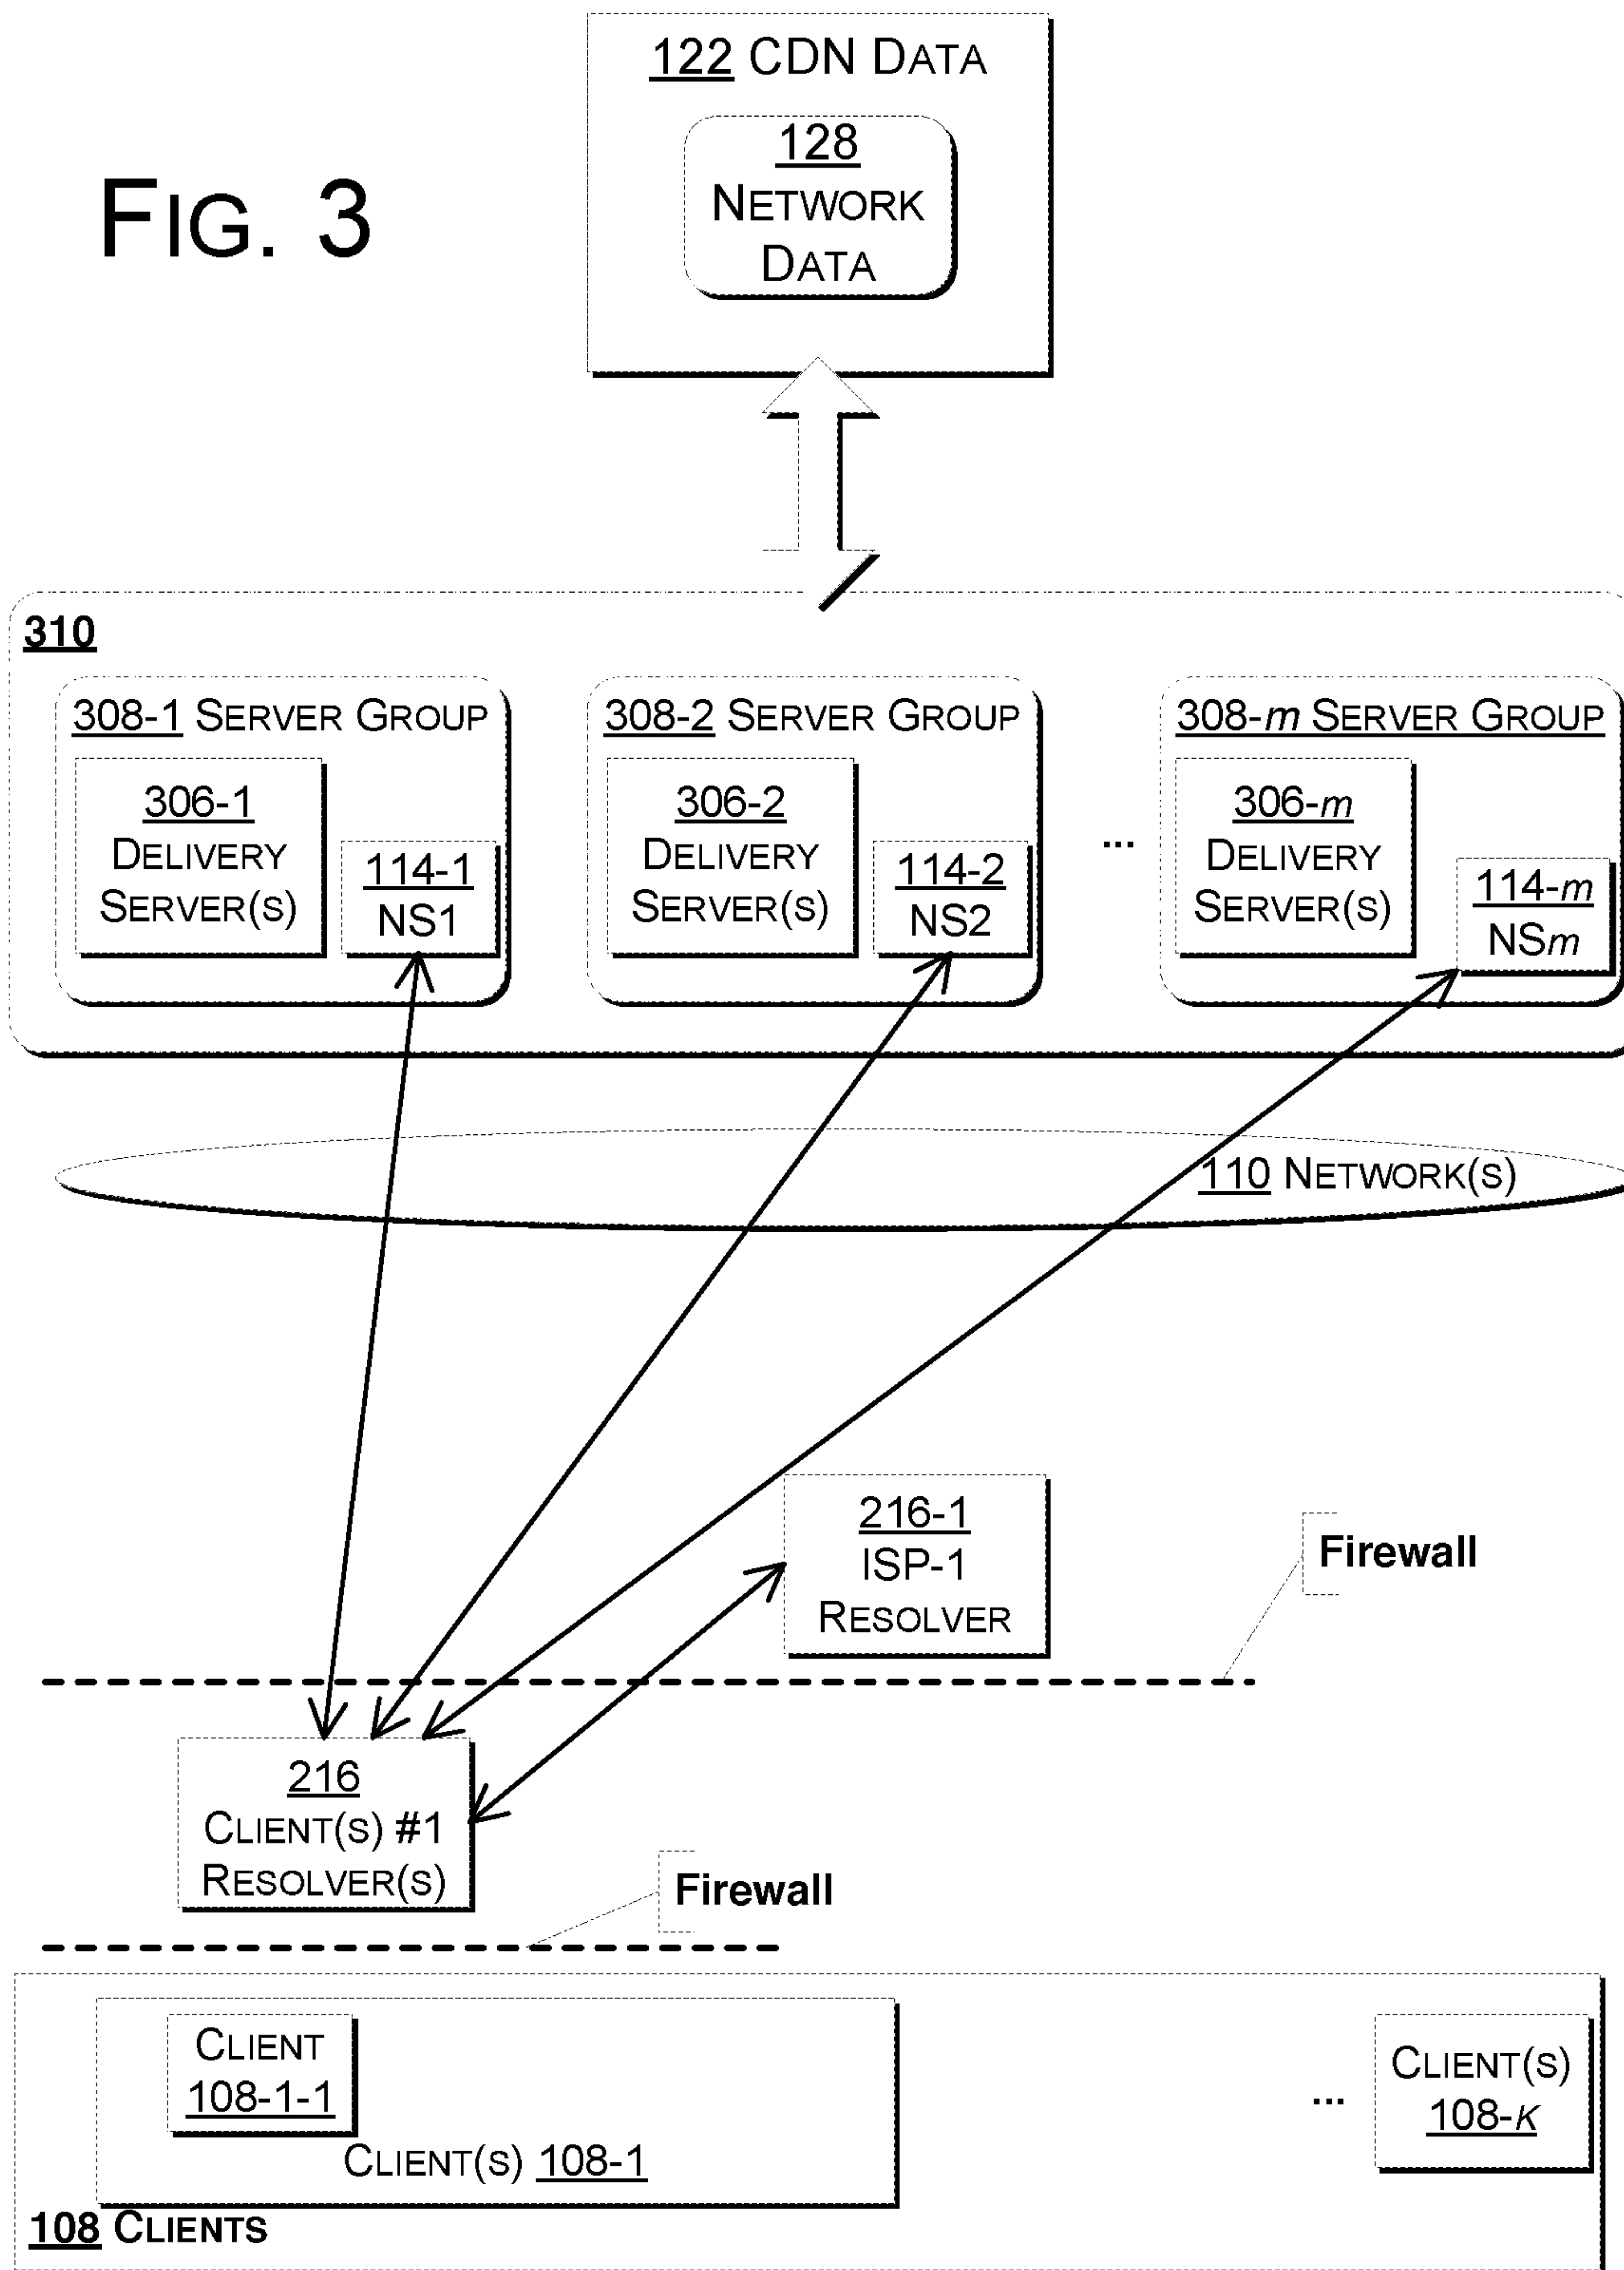 FIG. 3
122 CDN DATA
128
NETWORK
DATA
310
308-1 SERVER GROUP
306-1
DELIVERY
SERVER(S)
114-1
NS1
308-2 SERVER GROUP
306-2
DELIVERY
SERVER(S)
114-2
NS2
...
308-m SERVER GROUP
306-m
DELIVERY
SERVER(S)
114-m
NSm
110 NETWORK(S)
216-1
ISP-1
RESOLVER
Firewall
216
CLIENT(S) #1
RESOLVER(S)
Firewall
CLIENT
108-1-1
CLIENT(S) 108-1
...
CLIENT(S)
108-K
108 CLIENTS